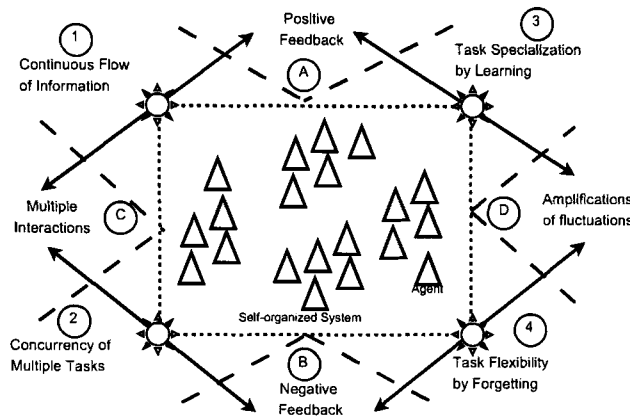 1
Continuous Flow
of Information
Positive
Feedback
A
3
Task Specialization
by Learning
Multiple
Interactions
C
D
Amplifications
of fluctuations
Agent
Self-organized System
2
Concurrency of
Multiple Tasks
B
Negative
Feedback
4
Task Flexibility
by Forgetting